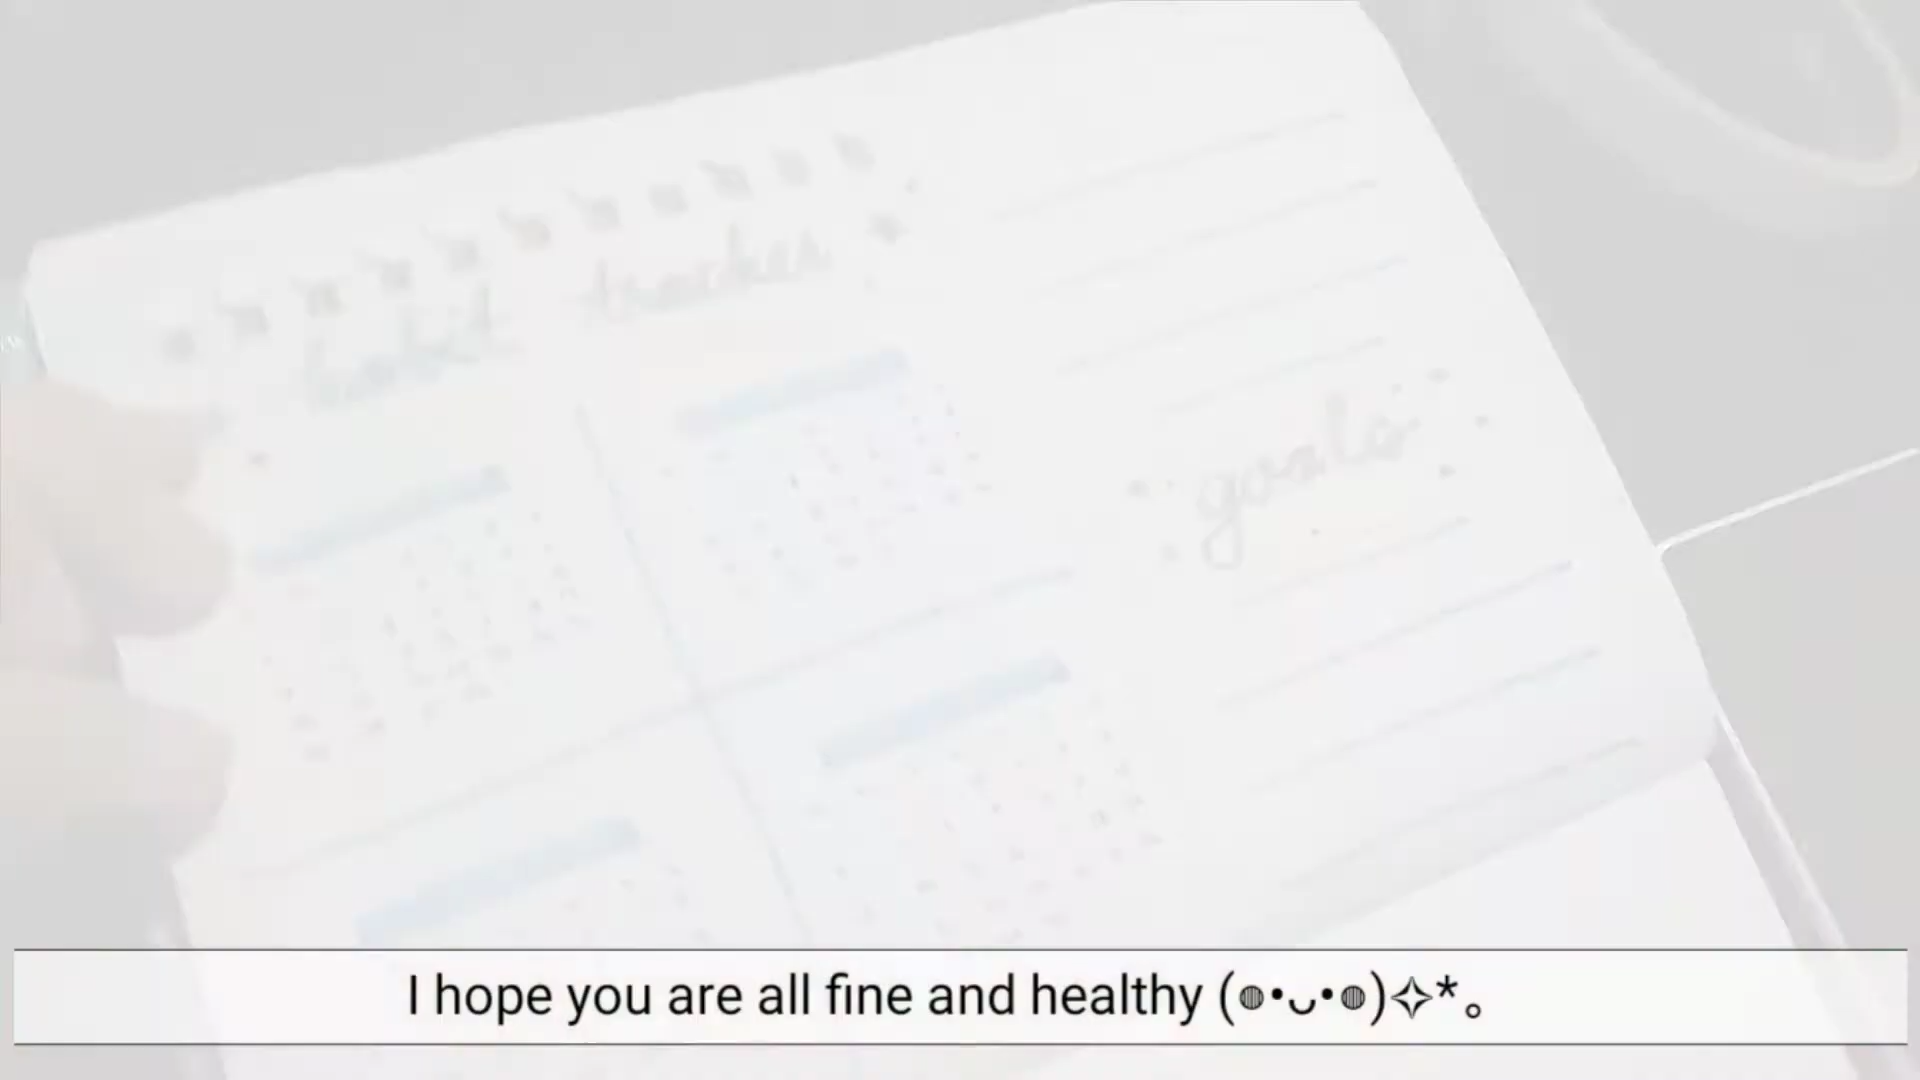 habit tracker
goals
I hope you are all fine and healthy (◍•ᴗ•◍)✧*。